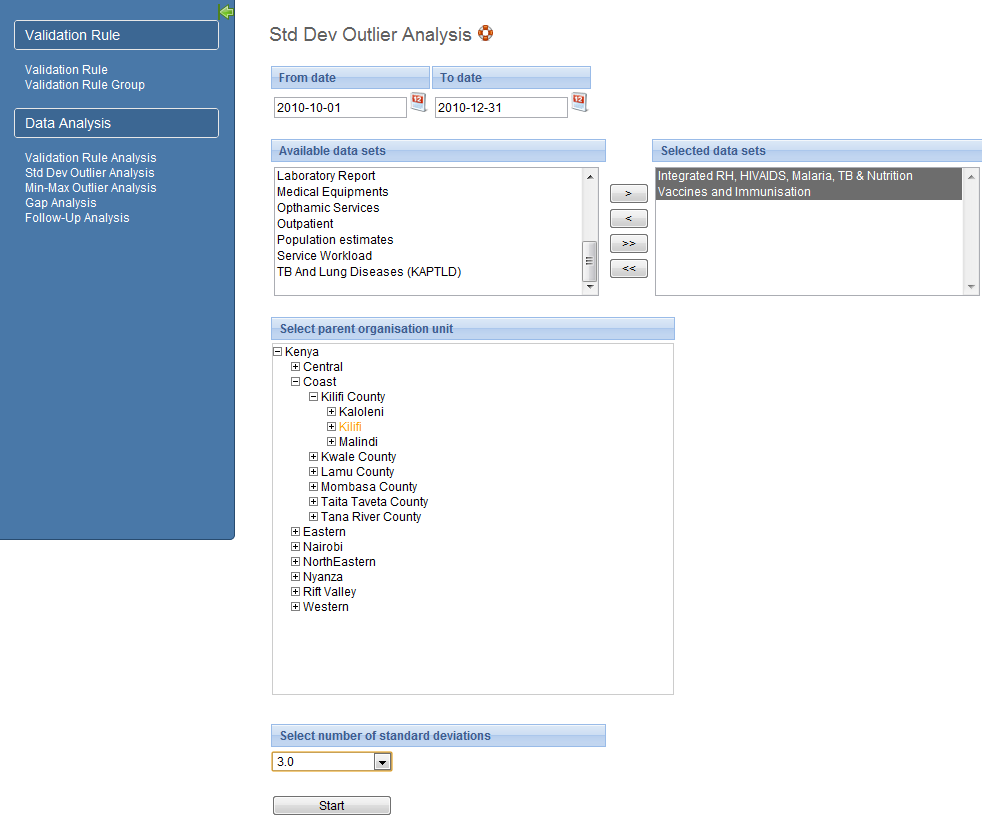 Validation Rule
Validation Rule
Validation Rule Group
Data Analysis
Validation Rule Analysis
Std Dev Outlier Analysis
Min-Max Outlier Analysis
Gap Analysis
Follow-Up Analysis
Std Dev Outlier Analysis
From date
To date
2010-10-01
12
2010-12-31
12
Available data sets
Laboratory Report
Medical Equipments
Opthamic Services
Outpatient
Population estimates
Service Workload
TB And Lung Diseases (KAPTLD)
>
<
>>
<<
Selected data sets
Integrated RH, HIVAIDS, Malaria, TB & Nutrition
Vaccines and Immunisation
Select parent organisation unit
Kenya
Central
Coast
Kilifi County
Kaloleni
Kilifi
Malindi
Kwale County
Lamu County
Mombasa County
Taita Taveta County
Tana River County
Eastern
Nairobi
NorthEastern
Nyanza
Rift Valley
Western
Select number of standard deviations
3.0
Start